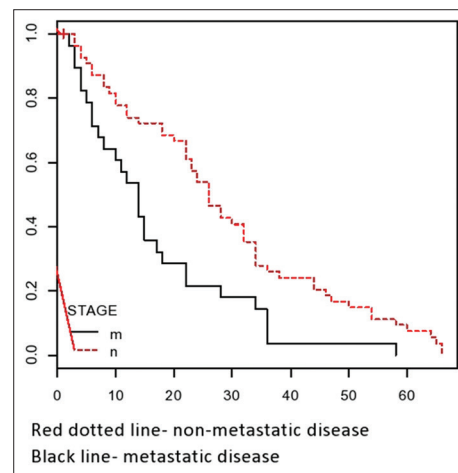 1.0
0.8
0.6
0.4
0.2
0.0
STAGE
m
n
0 10 20 30 40 50 60
Red dotted line- non-metastatic disease
Black line- metastatic disease